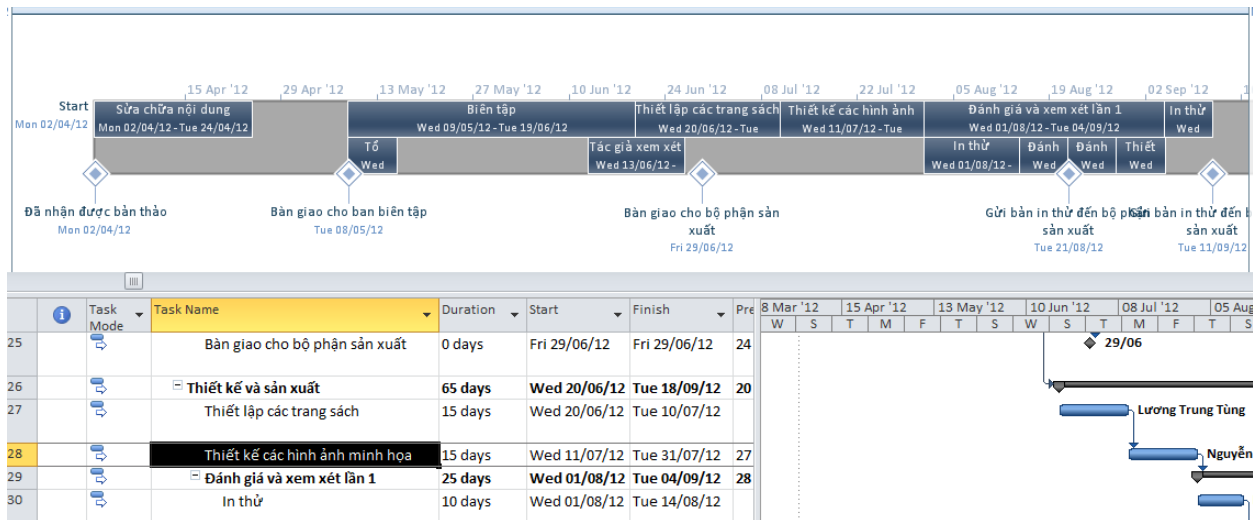 15 Apr '12 29 Apr '12 13 May '12 27 May '12 10 Jun '12 24 Jun '12 08 Jul '12 22 Jul '12 05 Aug '12 19 Aug '12 02 Sep '12
Start
Mon 02/04/12
Sửa chữa nội dung
Mon 02/04/12 - Tue 24/04/12
Biên tập
Wed 09/05/12 - Tue 19/06/12
Thiết lập các trang sách
Wed 20/06/12 - Tue
Thiết kế các hình ảnh
Wed 11/07/12 - Tue
Đánh giá và xem xét lần 1
Wed 01/08/12 - Tue 04/09/12
In thử
Wed
Tổ
Wed
Tác giả xem xét
Wed 13/06/12 -
In thử
Wed 01/08/12 -
Đánh
Wed
Đánh
Wed
Thiết
Wed
Đã nhận được bản thảo
Mon 02/04/12
Bàn giao cho ban biên tập
Tue 08/05/12
Bàn giao cho bộ phận sản
xuất
Fri 29/06/12
Gửi bản in thử đến bộ phận
sản xuất
Tue 21/08/12
bản in thử đến b
sản xuất
Tue 11/09/12
Task Mode Task Name Duration Start Finish Pre
8 Mar '12 15 Apr '12 13 May '12 10 Jun '12 08 Jul '12 05 Aug
W S T M F T S W S T M F T S
25 Bàn giao cho bộ phận sản xuất 0 days Fri 29/06/12 Fri 29/06/12 24 29/06
26 Thiết kế và sản xuất 65 days Wed 20/06/12 Tue 18/09/12 20
27 Thiết lập các trang sách 15 days Wed 20/06/12 Tue 10/07/12 Lương Trung Tùng
28 Thiết kế các hình ảnh minh họa 15 days Wed 11/07/12 Tue 31/07/12 27 Nguyễn
29 Đánh giá và xem xét lần 1 25 days Wed 01/08/12 Tue 04/09/12 28
30 In thử 10 days Wed 01/08/12 Tue 14/08/12